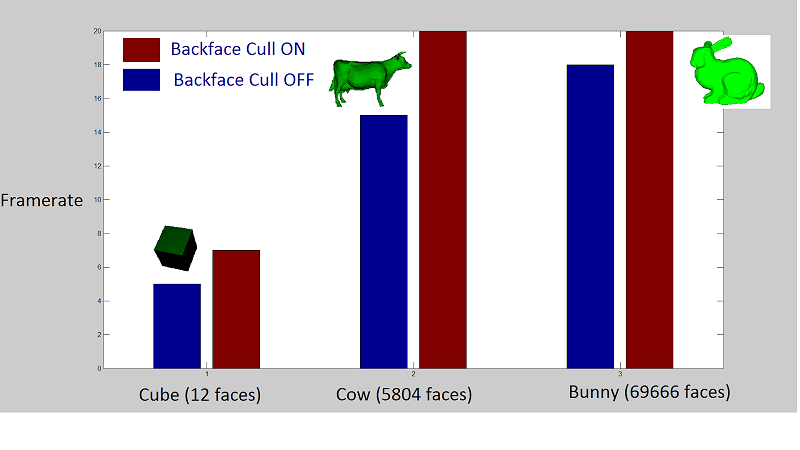 20
Backface Cull ON
18
Backface Cull OFF
16
14
12
Framerate
10
8
6
4
2
0
1
2
3
Cube (12 faces)
Cow (5804 faces)
Bunny (69666 faces)